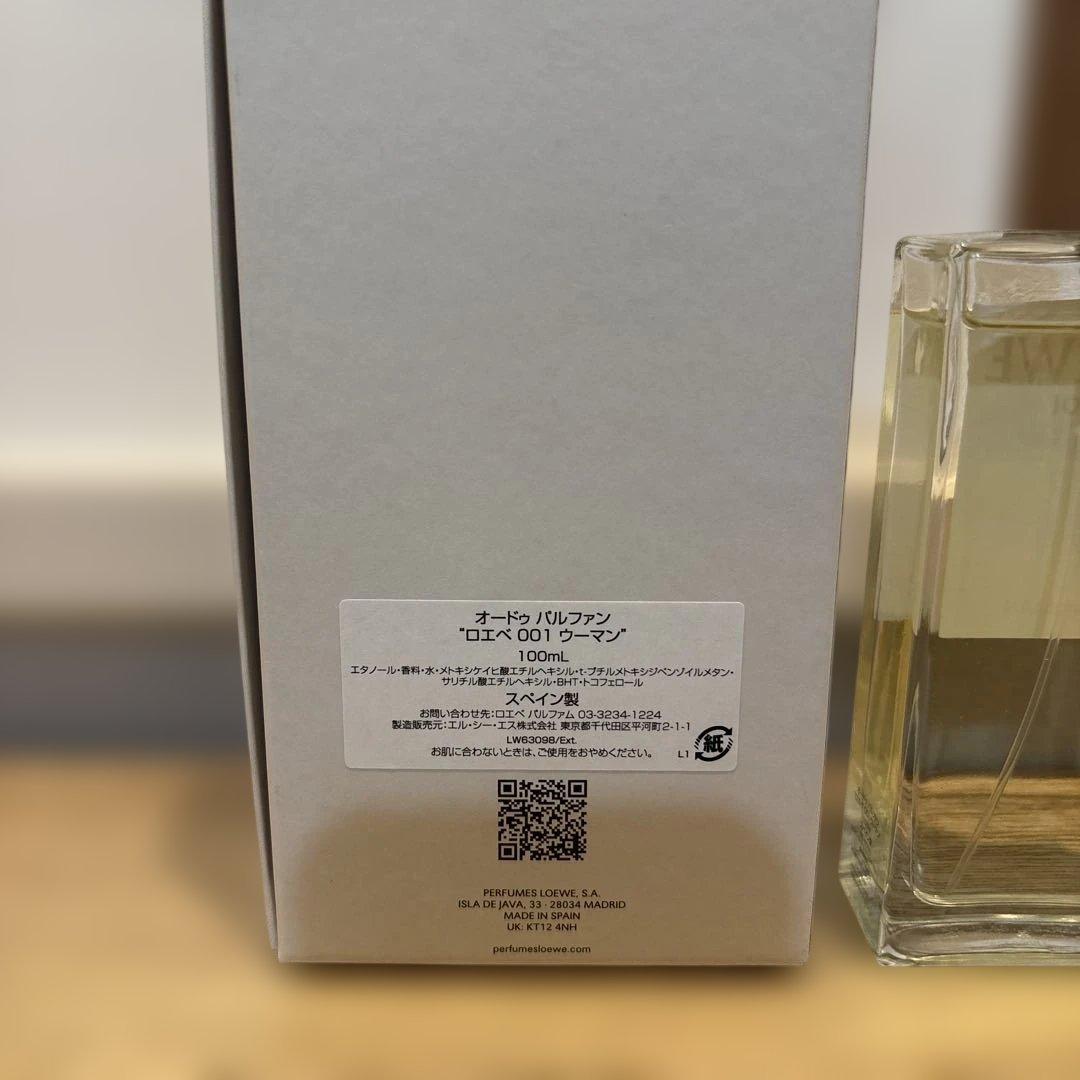 オードゥ パルファン
"ロエベ 001 ウーマン"
100mL
エタノール・香料・水・メトキシケイヒ酸エチルヘキシル・t-ブチルメトキシジベンゾイルメタン・
サリチル酸エチルヘキシル・BHT・トコフェロール
スペイン製
お問い合わせ先:ロエベ パルファム 03-3234-1224
製造販売元:エル・シー・エス株式会社 東京都千代田区平河町2-1-1
LW63098/Ext.
お肌に合わないときは、ご使用をおやめください。 L1 紙
PERFUMES LOEWE, S.A.
ISLA DE JAVA, 33 · 28034 MADRID
MADE IN SPAIN
UK: KT12 4NH
perfumesloewe.com